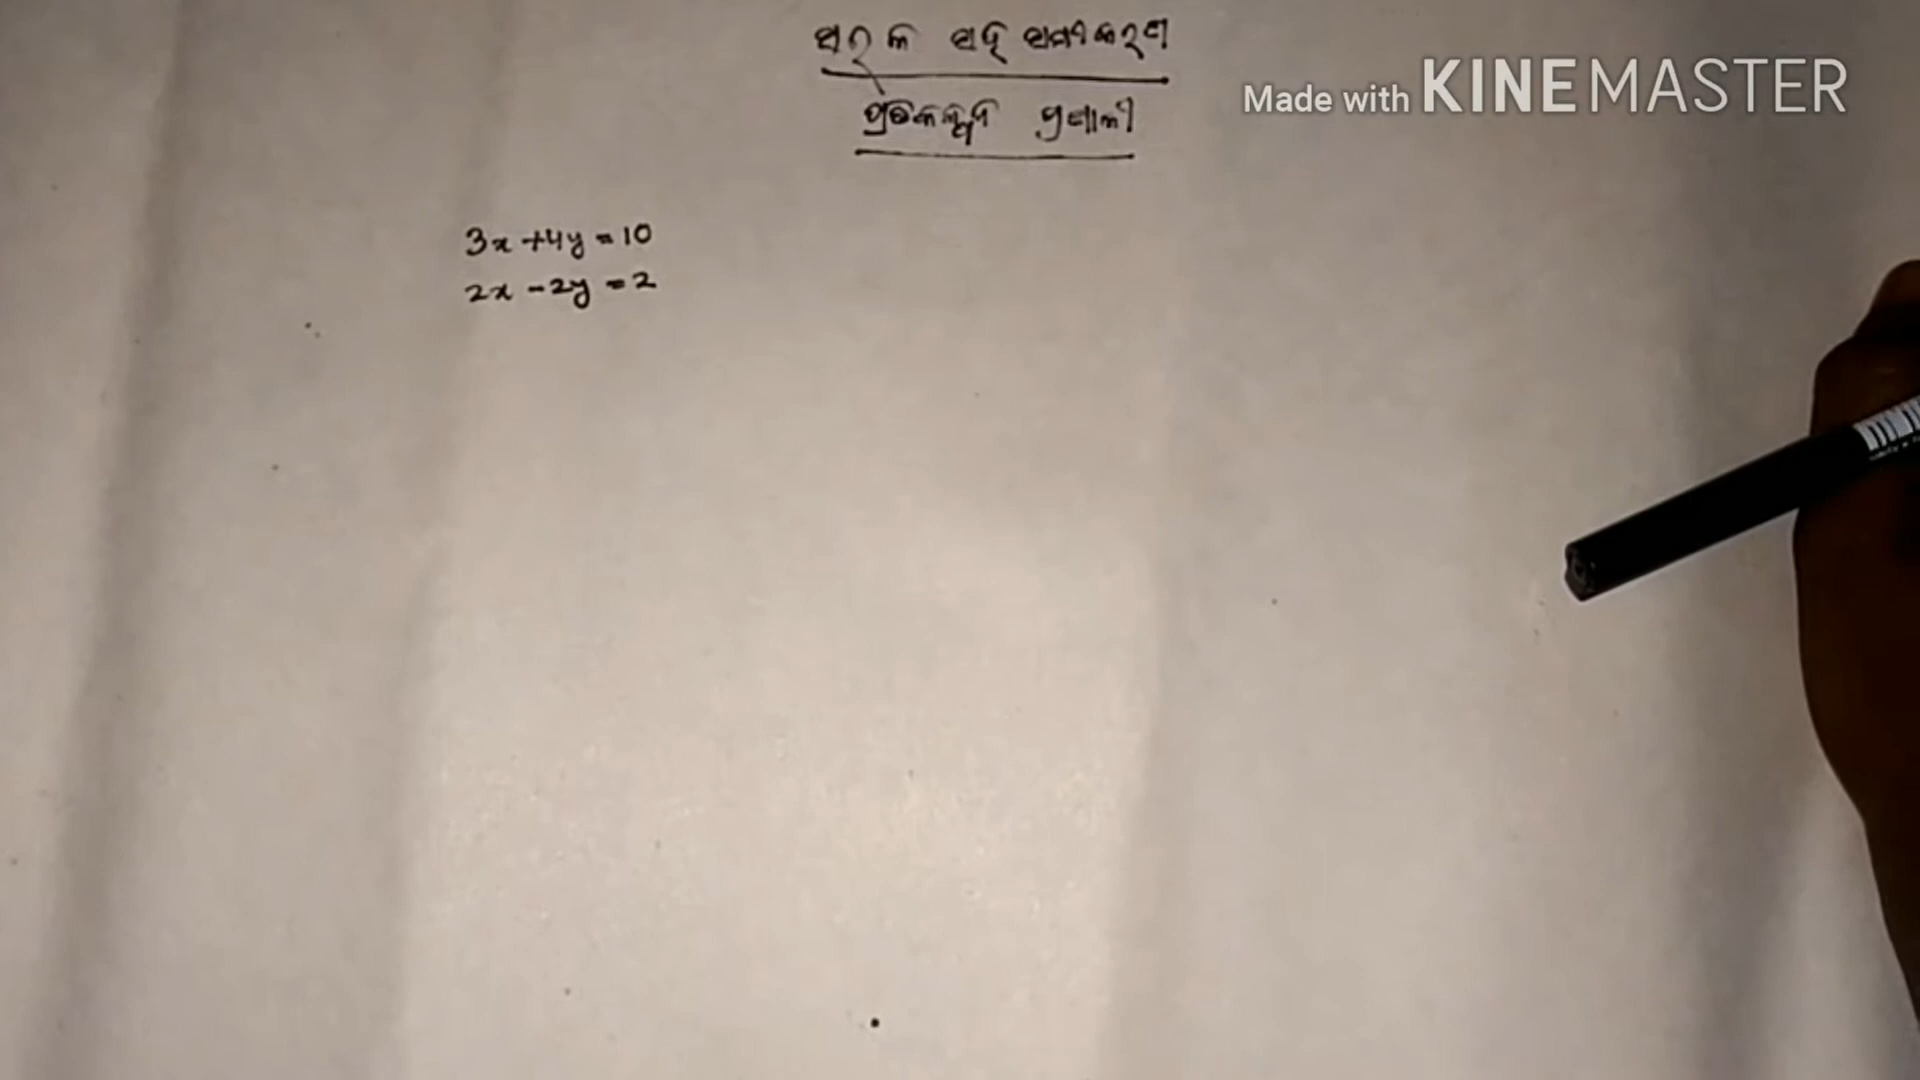 ସରଳ ସହ ସମୀକରଣ
ପ୍ରତିକଳ୍ପନ ପ୍ରଣାଳୀ
Made with KINEMASTER
3x + 4y = 10
2x - 2y = 2